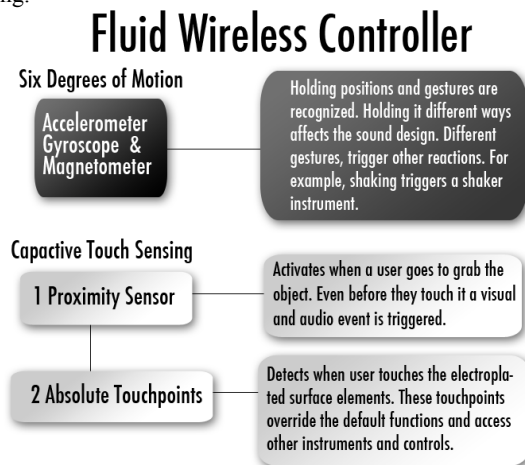 ng.
Fluid Wireless Controller
Six Degrees of Motion
Accelerometer
Gyroscope &
Magnetometer
Holding positions and gestures are
recognized. Holding it different ways
affects the sound design. Different
gestures, trigger other reactions. For
example, shaking triggers a shaker
instrument.
Capactive Touch Sensing
1 Proximity Sensor
Activates when a user goes to grab the
object. Even before they touch it a visual
and audio event is triggered.
2 Absolute Touchpoints
Detects when user touches the electropla-
ted surface elements. These touchpoints
override the default functions and access
other instruments and controls.